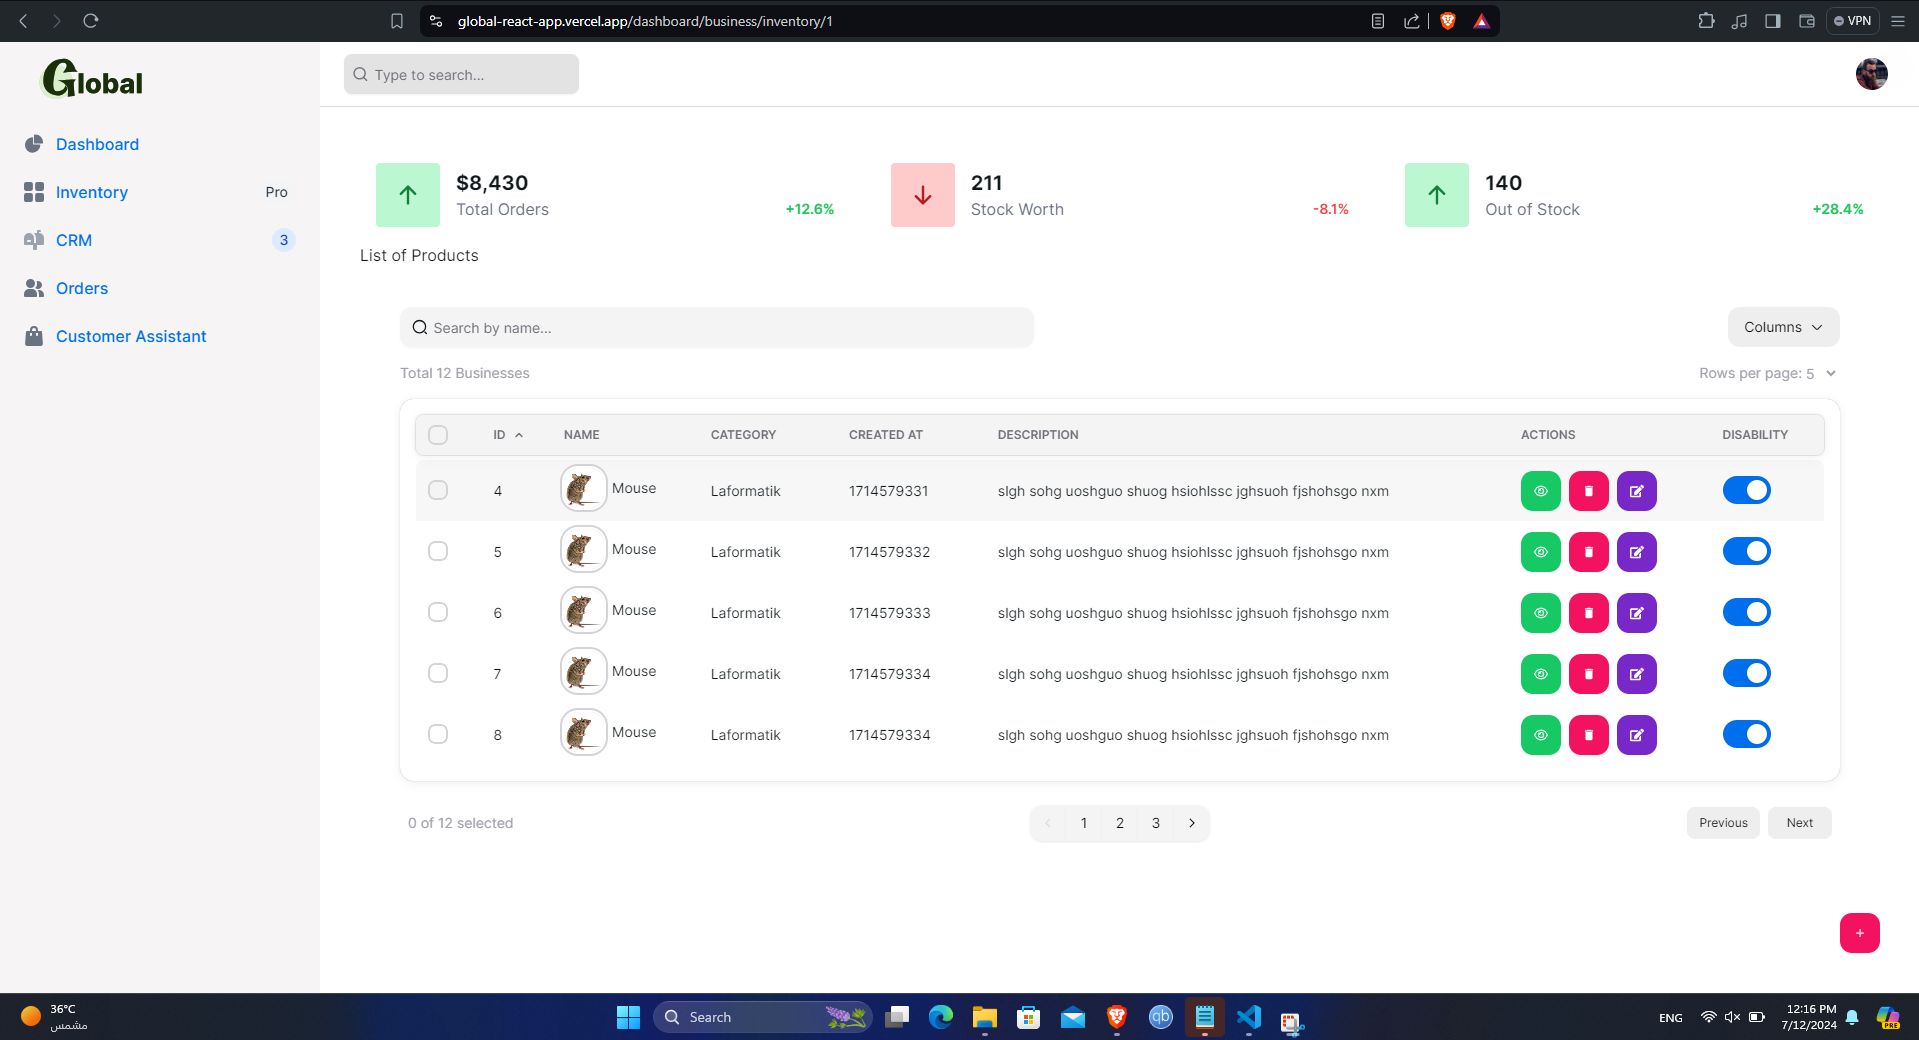 global-react-app.vercel.app/dashboard/business/inventory/1
VPN
Global
Type to search...
Dashboard
Inventory Pro
CRM 3
Orders
Customer Assistant
$8,430
Total Orders +12.6%
211
Stock Worth -8.1%
140
Out of Stock +28.4%
List of Products
Search by name...
Columns
Total 12 Businesses
Rows per page: 5
ID NAME CATEGORY CREATED AT DESCRIPTION ACTIONS DISABILITY
4 Mouse Laformatik 1714579331 slgh sohg uoshguo shuog hsiohlssc jghsuoh fjshohsgo nxm
5 Mouse Laformatik 1714579332 slgh sohg uoshguo shuog hsiohlssc jghsuoh fjshohsgo nxm
6 Mouse Laformatik 1714579333 slgh sohg uoshguo shuog hsiohlssc jghsuoh fjshohsgo nxm
7 Mouse Laformatik 1714579334 slgh sohg uoshguo shuog hsiohlssc jghsuoh fjshohsgo nxm
8 Mouse Laformatik 1714579334 slgh sohg uoshguo shuog hsiohlssc jghsuoh fjshohsgo nxm
0 of 12 selected
1 2 3
Previous Next
+
36°C
مشمس
Search
qb
ENG
12:16 PM
7/12/2024
PRE